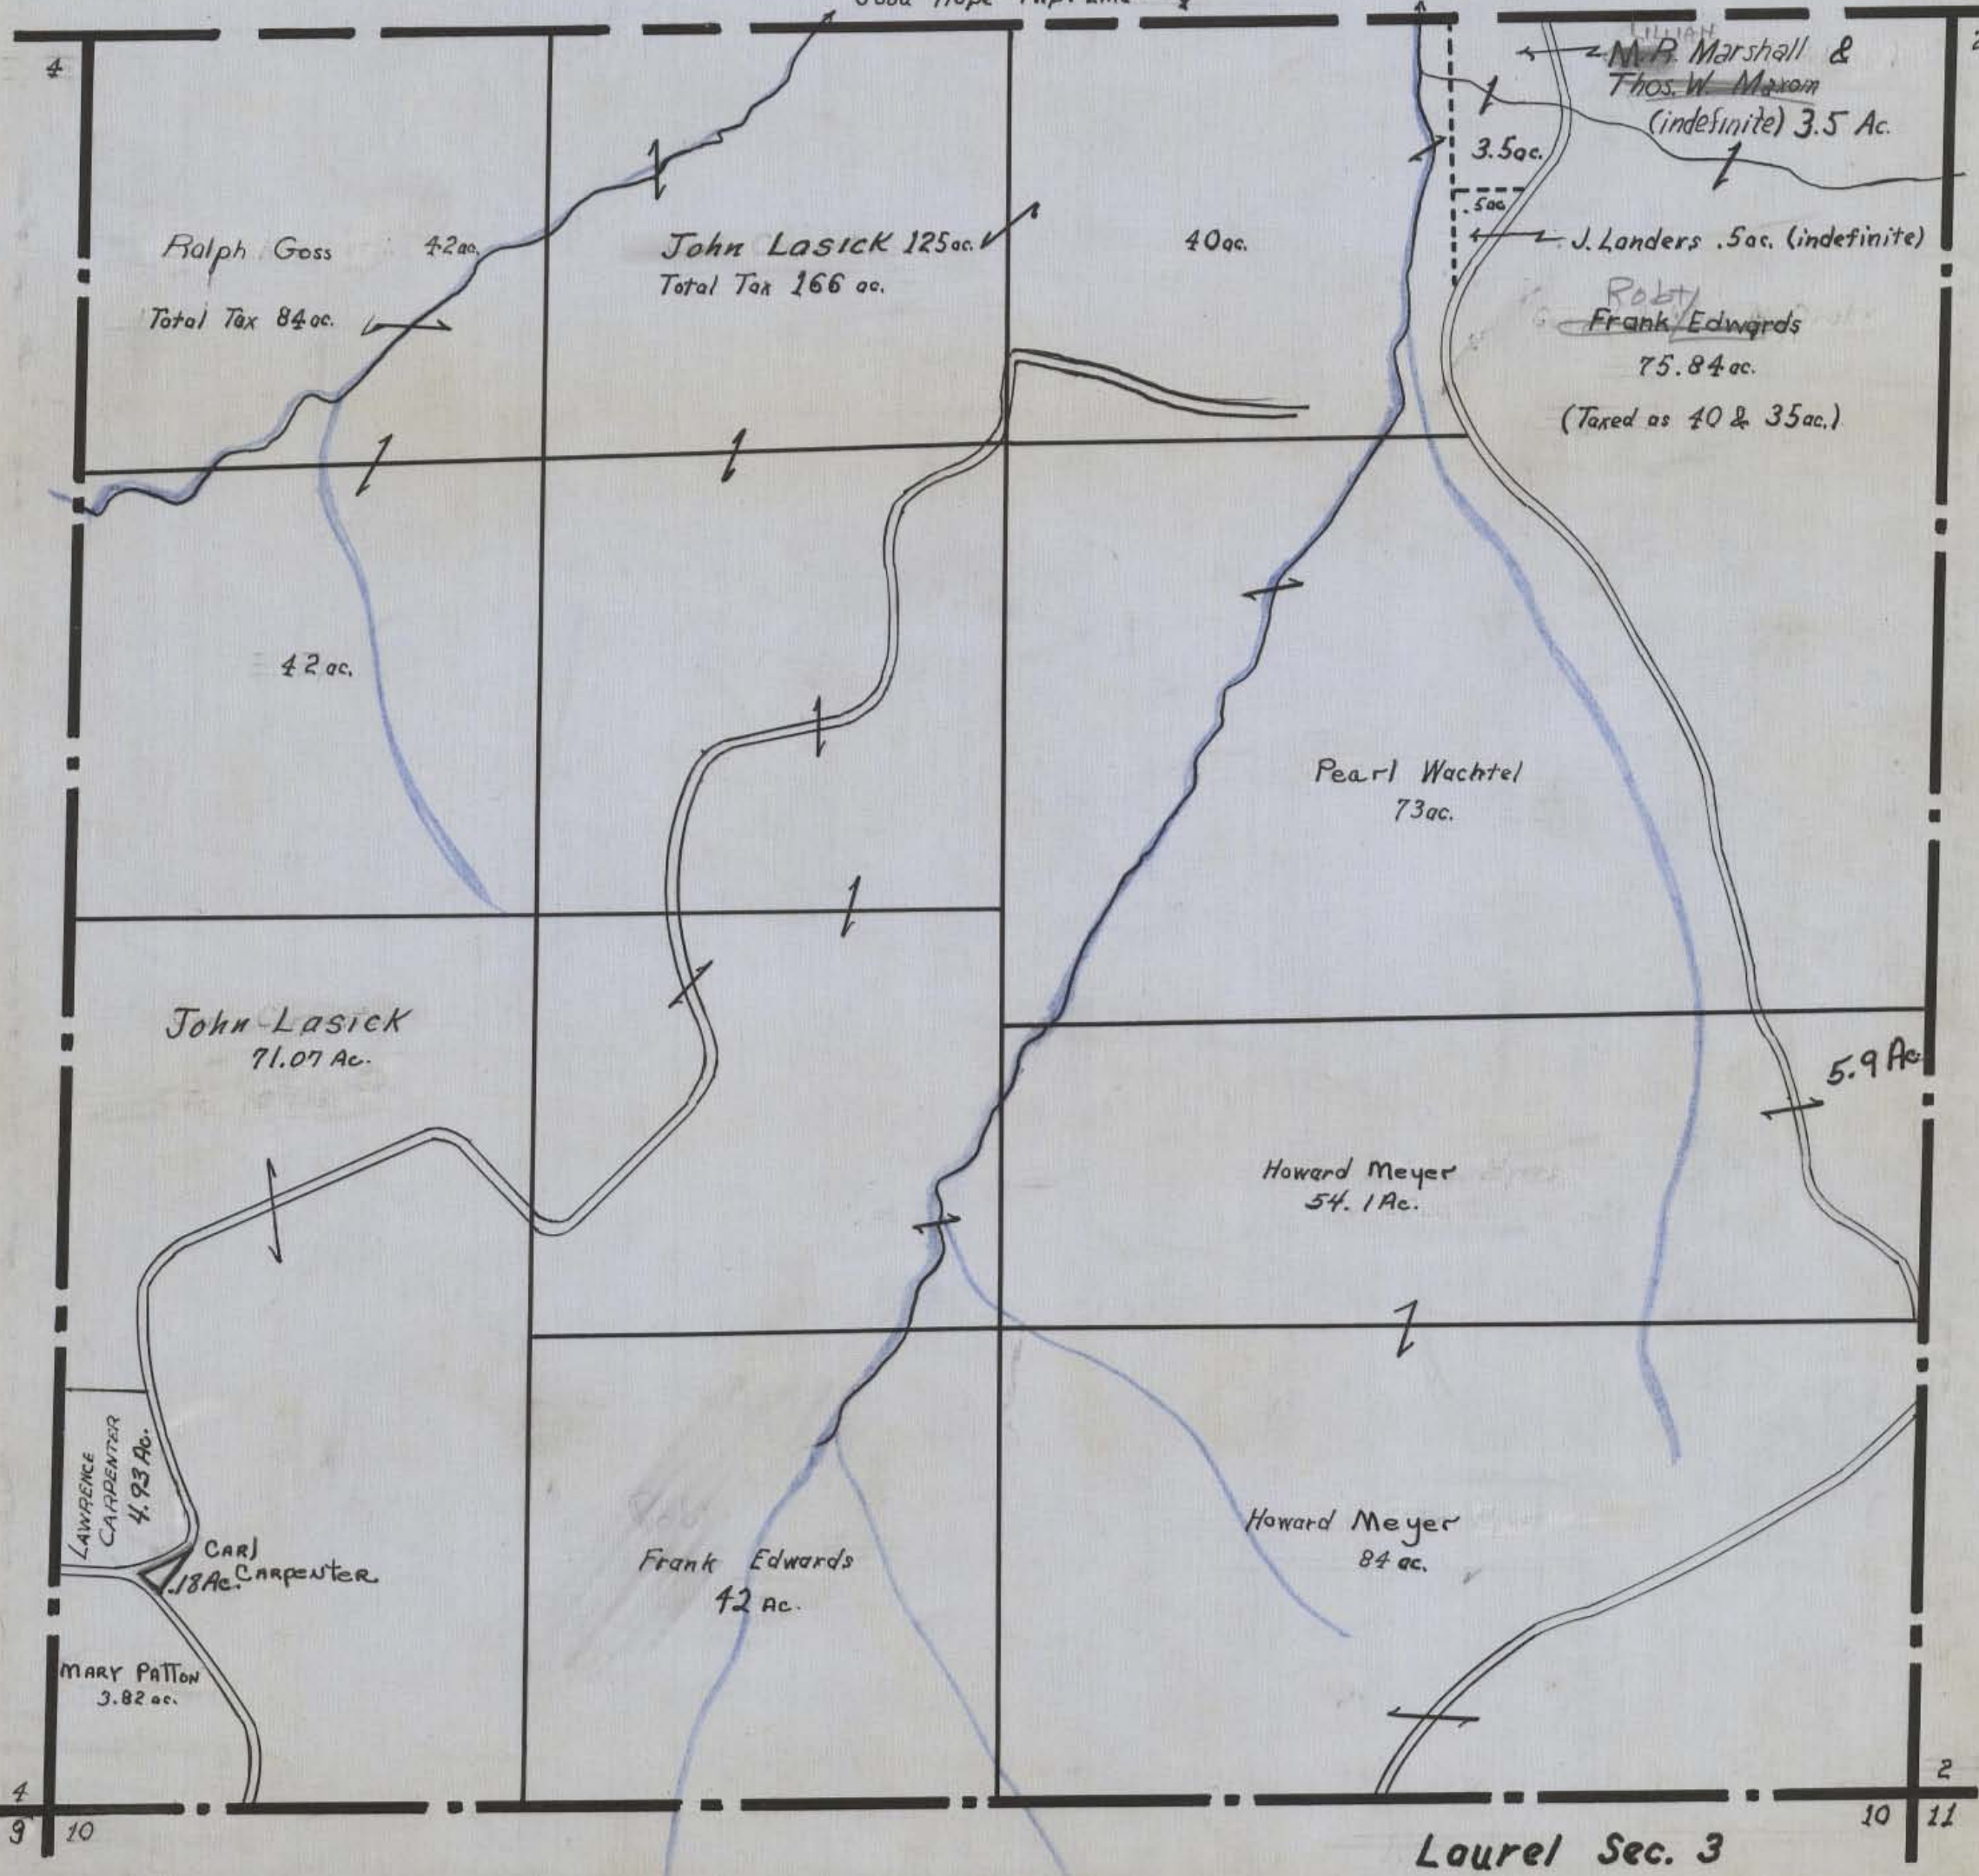 Good Hope Twp. Line
4
2
LILLIAN
M.R. Marshall &
Thos. W. Maxom
(indefinite) 3.5 Ac.
3.5ac.
.5ac
J. Landers .5ac. (indefinite)
Ralph Goss 42ac.
Total Tax 84ac.
John Lasick 125ac.
Total Tax 166 ac.
40ac.
Robt
Frank Edwards
75.84ac.
(Taxed as 40 & 35ac.)
42 ac.
Pearl Wachtel
73ac.
John Lasick
71.07 Ac.
5.9 Ac
Howard Meyer
54.1 Ac.
LAWRENCE
CARPENTER
4.93 Ac.
CARl
CARPENTER
.18Ac.
Frank Edwards
42 Ac.
Howard Meyer
84 ac.
MARY PATTON
3.82 ac.
4
9 10
2
10 11
Laurel Sec. 3